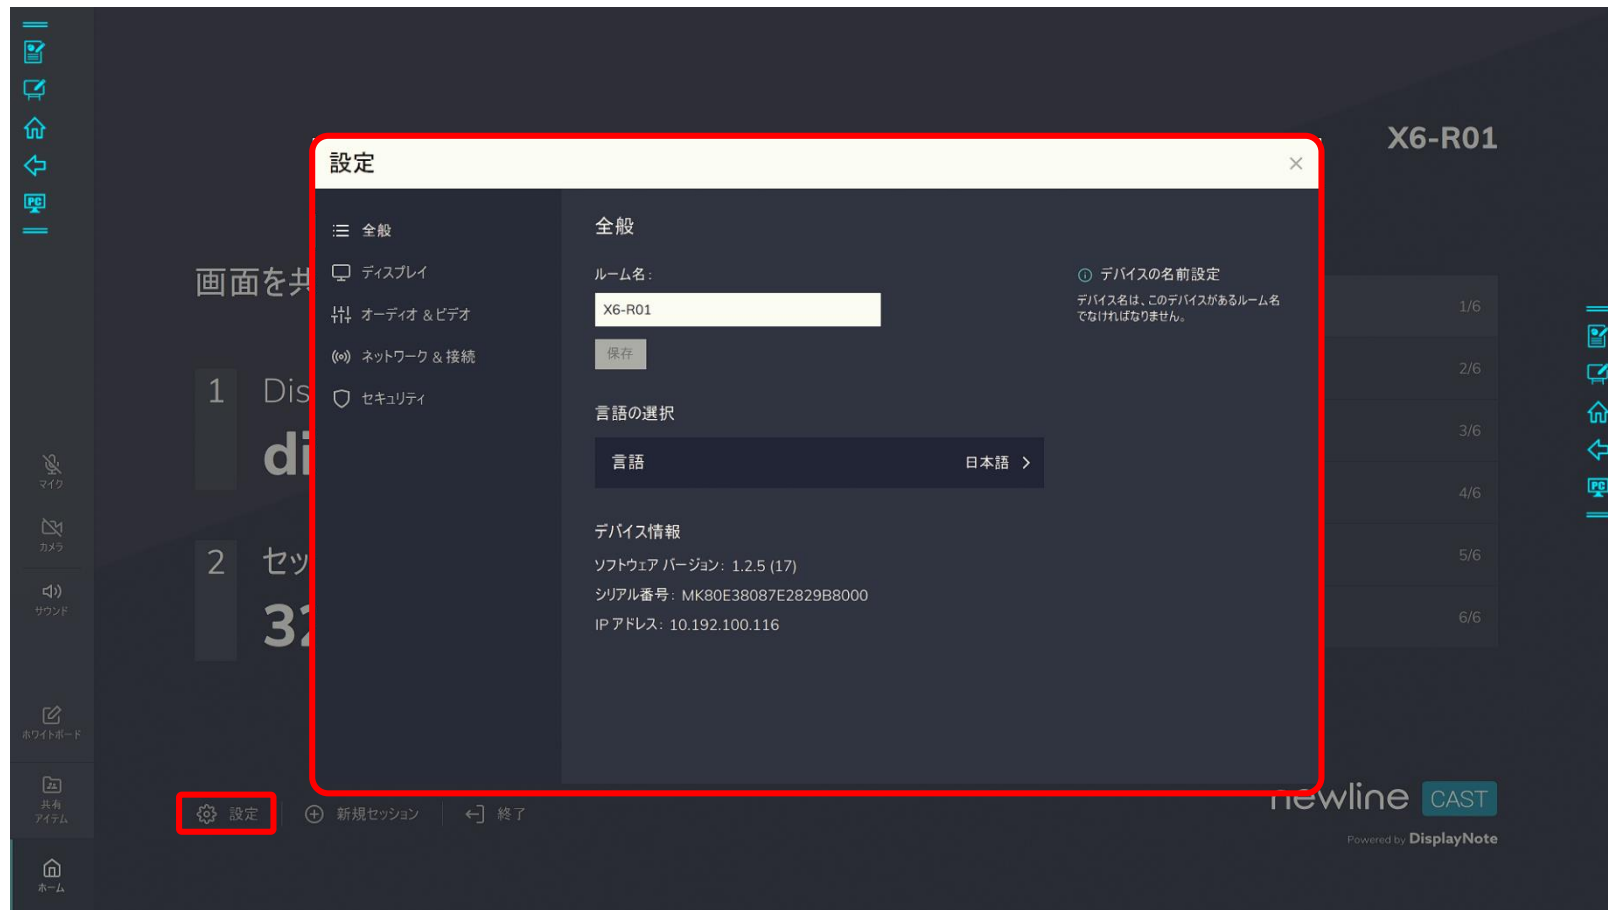 X6-R01
設定
×
全般
ディスプレイ
オーディオ & ビデオ
ネットワーク & 接続
セキュリティ
全般
ルーム名:
X6-R01
保存
デバイスの名前設定
デバイス名は、このデバイスがあるルーム名
でなければなりません。
言語の選択
言語 日本語
デバイス情報
ソフトウェア バージョン: 1.2.5 (17)
シリアル番号: MK80E38087E2829B8000
IP アドレス: 10.192.100.116
画面を共
1 Dis
di
2 セッ
32
1/6
2/6
3/6
4/6
5/6
6/6
PC
マイク
カメラ
サウンド
ホワイトボード
共有
アイテム
ホーム
設定
新規セッション
終了
newline CAST
Powered by DisplayNote
PC